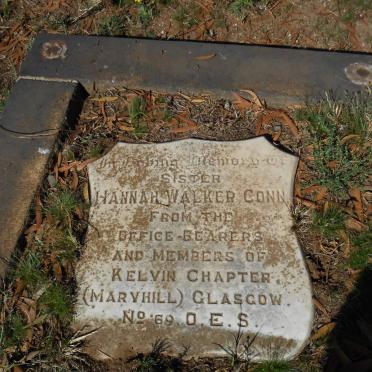 In Loving Memory of
SISTER
HANNAH WALKER CONN
FROM THE
OFFICE-BEARERS
AND MEMBERS OF
KELVIN CHAPTER,
(MARYHILL) GLASGOW.
No. 69 O.E.S.